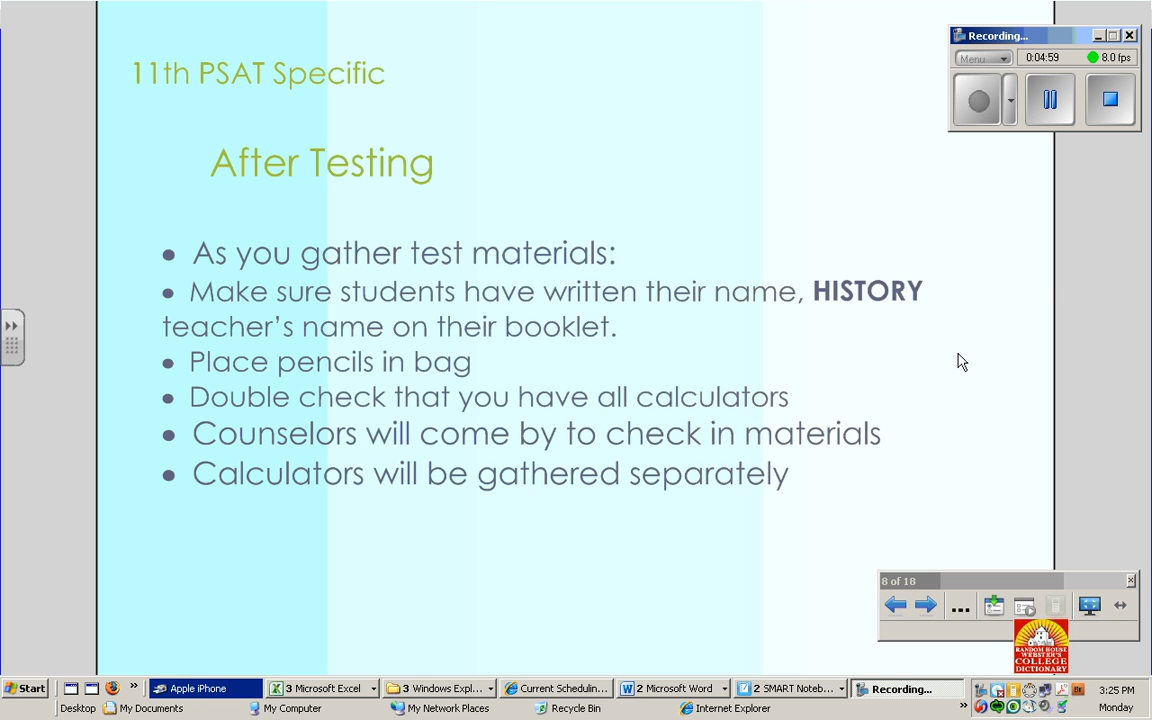 11th PSAT Specific
After Testing
• As you gather test materials:
• Make sure students have written their name, HISTORY
teacher's name on their booklet.
• Place pencils in bag
• Double check that you have all calculators
• Counselors will come by to check in materials
• Calculators will be gathered separately
Recording...
Menu
0:04:59
8.0 fps
8 of 18
...
RANDOM HOUSE
WEBSTER'S
COLLEGE
DICTIONARY
Start
»
Apple iPhone
3 Microsoft Excel
3 Windows Expl...
Current Schedulin...
2 Microsoft Word
2 SMART Noteb...
Recording...
3:25 PM
Desktop
My Documents
My Computer
My Network Places
Recycle Bin
Internet Explorer
»
Monday